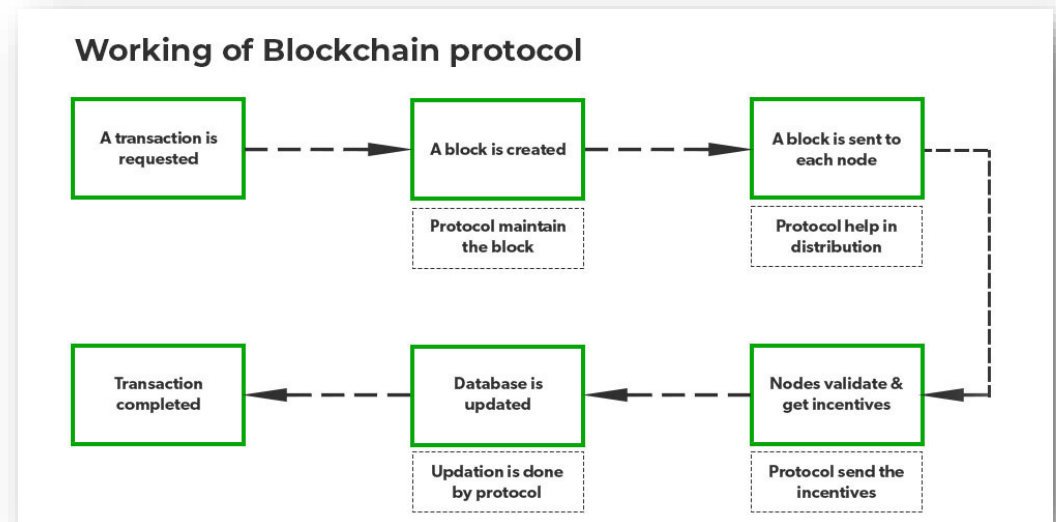 Working of Blockchain protocol
A transaction is
requested
A block is created
A block is sent to
each node
Protocol maintain
the block
Protocol help in
distribution
Nodes validate &
get incentives
Database is
updated
Transaction
completed
Protocol send the
incentives
Updation is done
by protocol